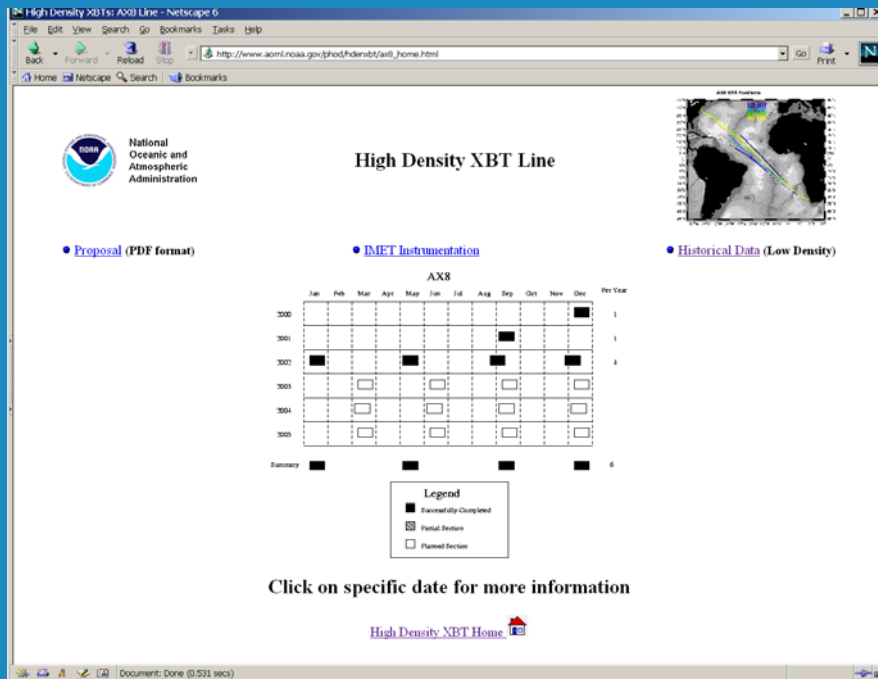 High Density XBTs: AX8 Line - Netscape 6
File Edit View Search Go Bookmarks Tasks Help
Back Forward Reload Stop http://www.aoml.noaa.gov/phod/hdenxbt/ax8_home.html Go Print N
Home Netscape Search Bookmarks
NOAA
National
Oceanic and
Atmospheric
Administration
High Density XBT Line
Proposal (PDF format) IMET Instrumentation Historical Data (Low Density)
AX8
Jan Feb Mar Apr May Jun Jul Aug Sep Oct Nov Dec Per Year
2000 1
2001 1
2002 4
2003
2004
2005
Summary 6
Legend
Successfully Completed
Partial Section
Planned Section
Click on specific date for more information
High Density XBT Home
Document: Done (0.531 secs)